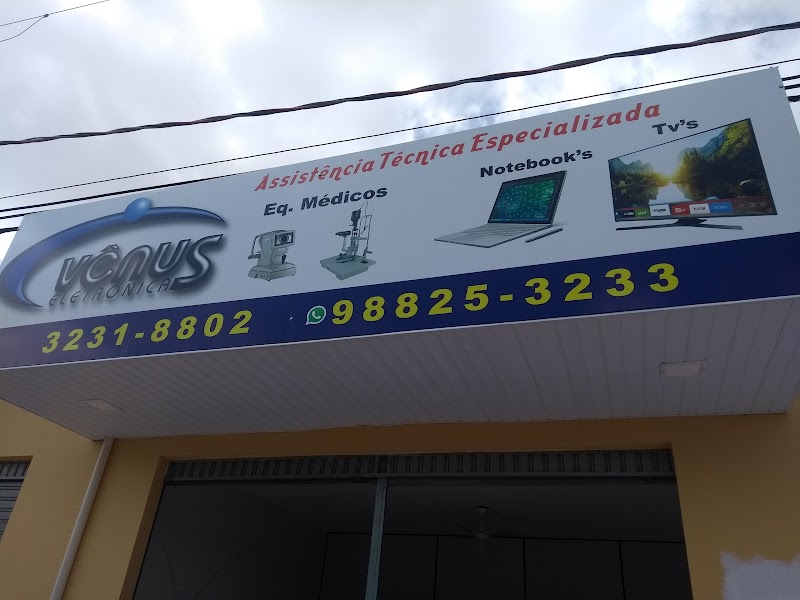 Assistência Técnica Especializada
Eq. Médicos
Notebook's
Tv's
vênus
ELETRÔNICA
3231-8802
98825-3233